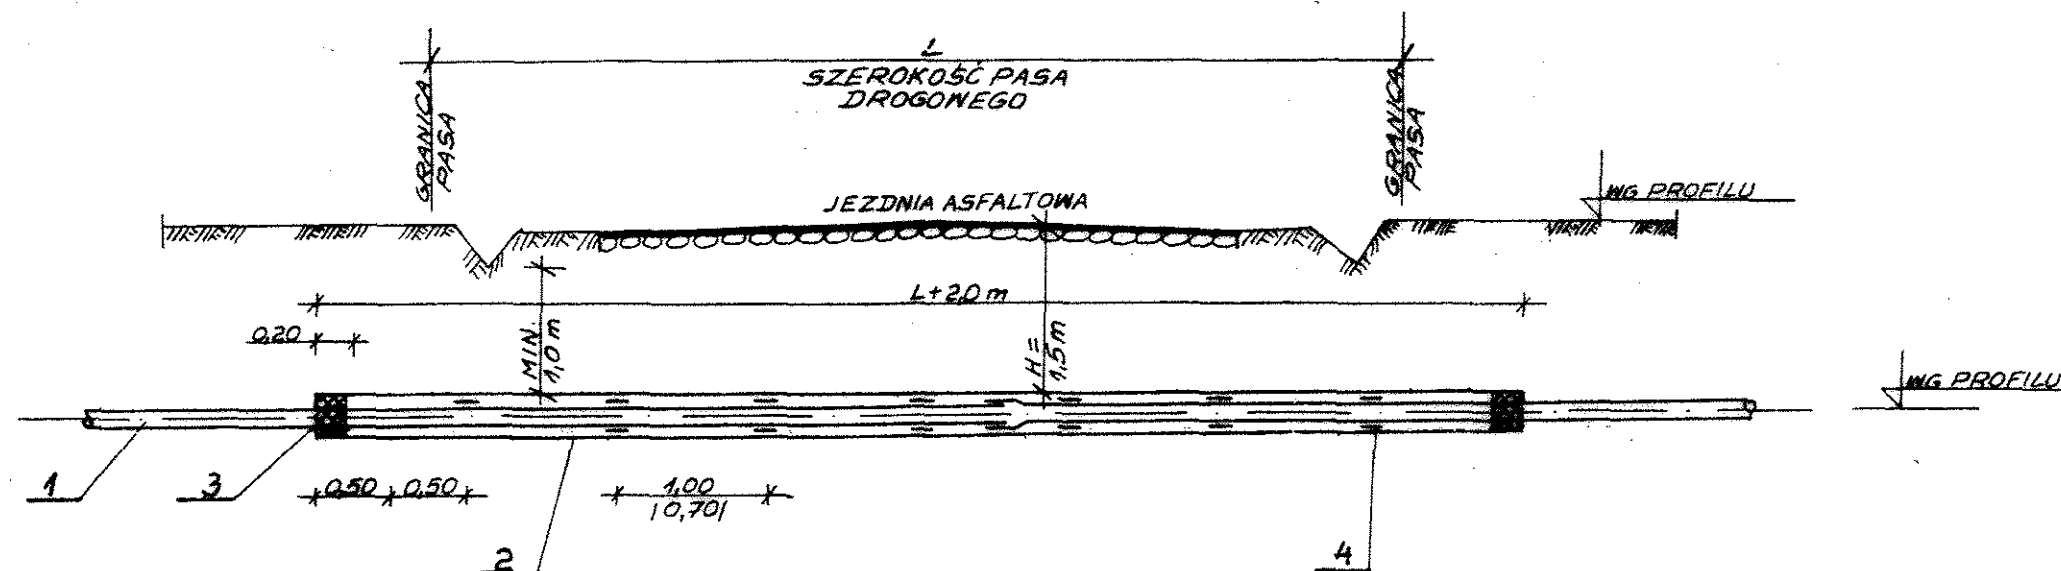 L
SZEROKOŚĆ PASA
DROGOWEGO
GRANICA
PASA
GRANICA
PASA
JEZDNIA ASFALTOWA
WG PROFILU
L+2,0 m
0,20
MIN.
1,0 m
H=
1,5 m
WG PROFILU
1
3
0,50
0,50
1,00
/0,70/
2
4